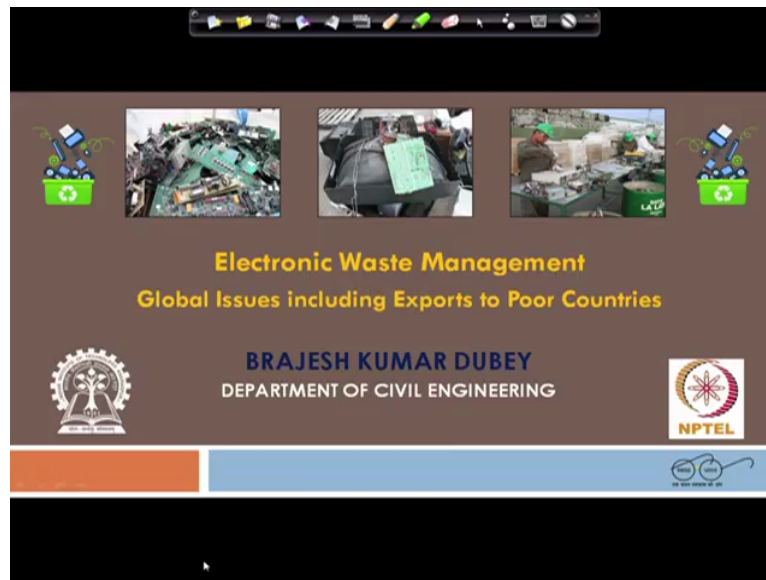 Electronic Waste Management
Global Issues including Exports to Poor Countries
BRAJESH KUMAR DUBEY
DEPARTMENT OF CIVIL ENGINEERING
NPTEL